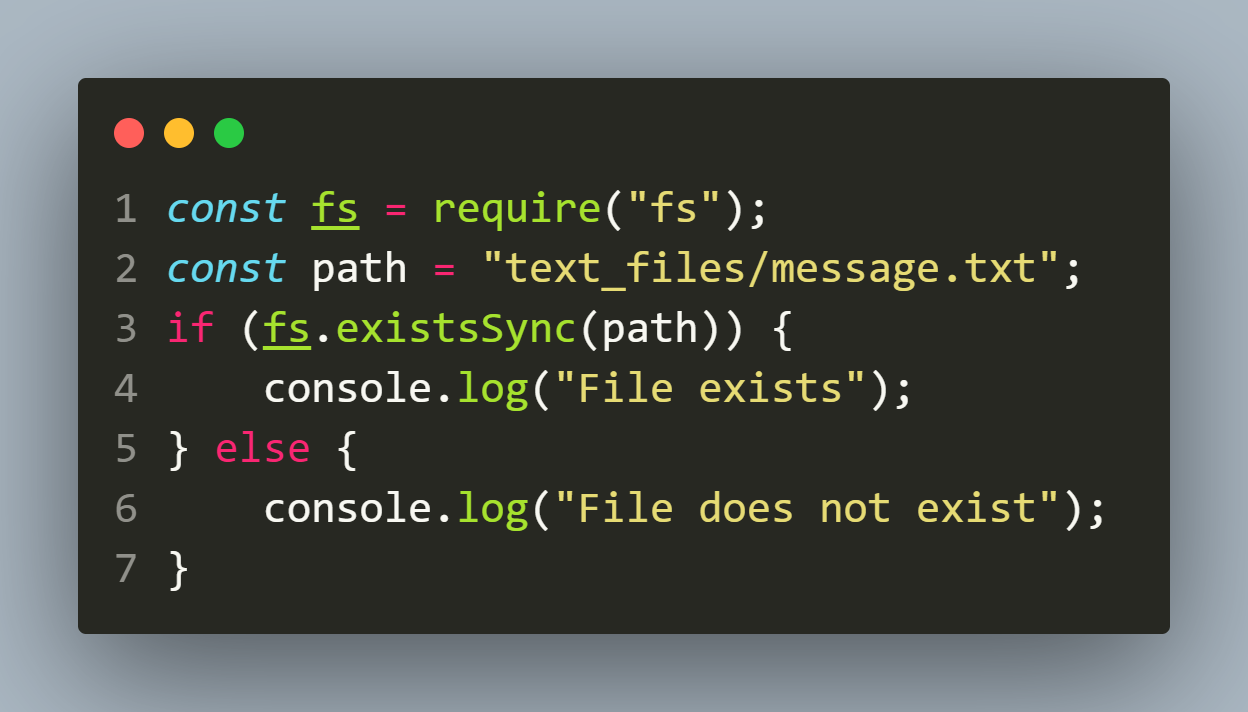 1 const fs = require("fs");
2 const path = "text_files/message.txt";
3 if (fs.existsSync(path)) {
4     console.log("File exists");
5 } else {
6     console.log("File does not exist");
7 }